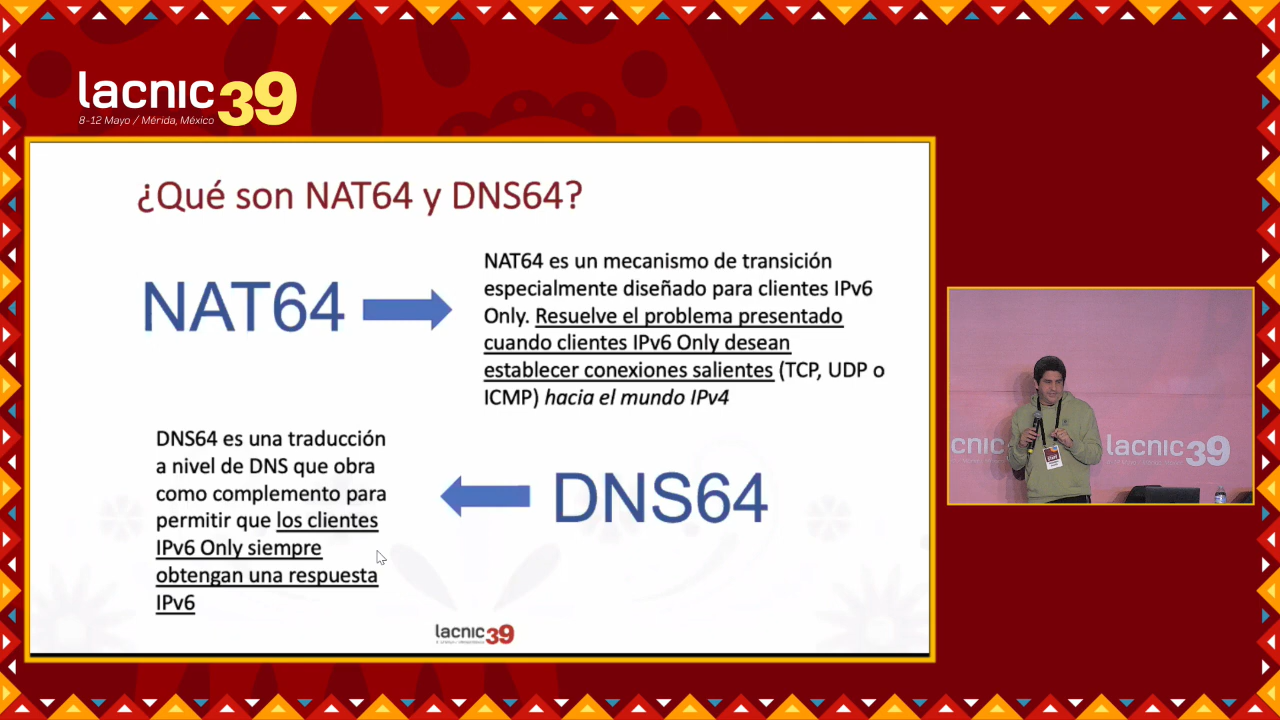 lacnic39
8-12 Mayo / Mérida, México
¿Qué son NAT64 y DNS64?
NAT64
NAT64 es un mecanismo de transición
especialmente diseñado para clientes IPv6
Only. Resuelve el problema presentado
cuando clientes IPv6 Only desean
establecer conexiones salientes (TCP, UDP o
ICMP) hacia el mundo IPv4
DNS64 es una traducción
a nivel de DNS que obra
como complemento para
permitir que los clientes
IPv6 Only siempre
obtengan una respuesta
IPv6
DNS64
lacnic39
cnic
lacnic39